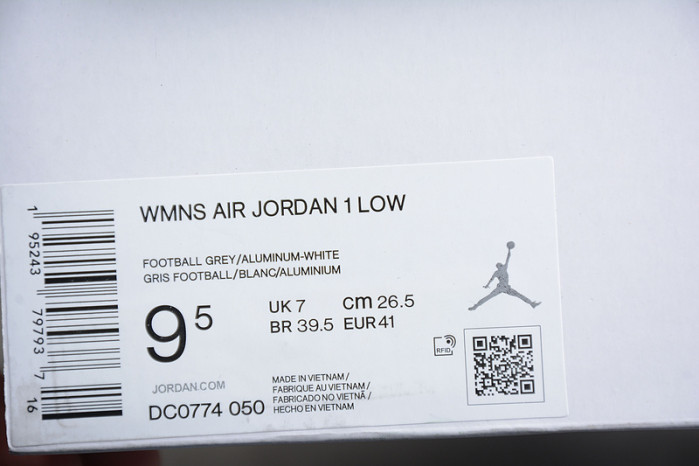 WMNS AIR JORDAN 1 LOW
FOOTBALL GREY/ALUMINUM-WHITE
GRIS FOOTBALL/BLANC/ALUMINIUM
9 5
UK 7 cm 26.5
BR 39.5 EUR 41
RFID
JORDAN.COM
DC0774 050
MADE IN VIETNAM /
FABRIQUE AU VIETNAM /
FABRICADO NO VIETNÃ /
HECHO EN VIETNAM
1 95243 79793 7 16